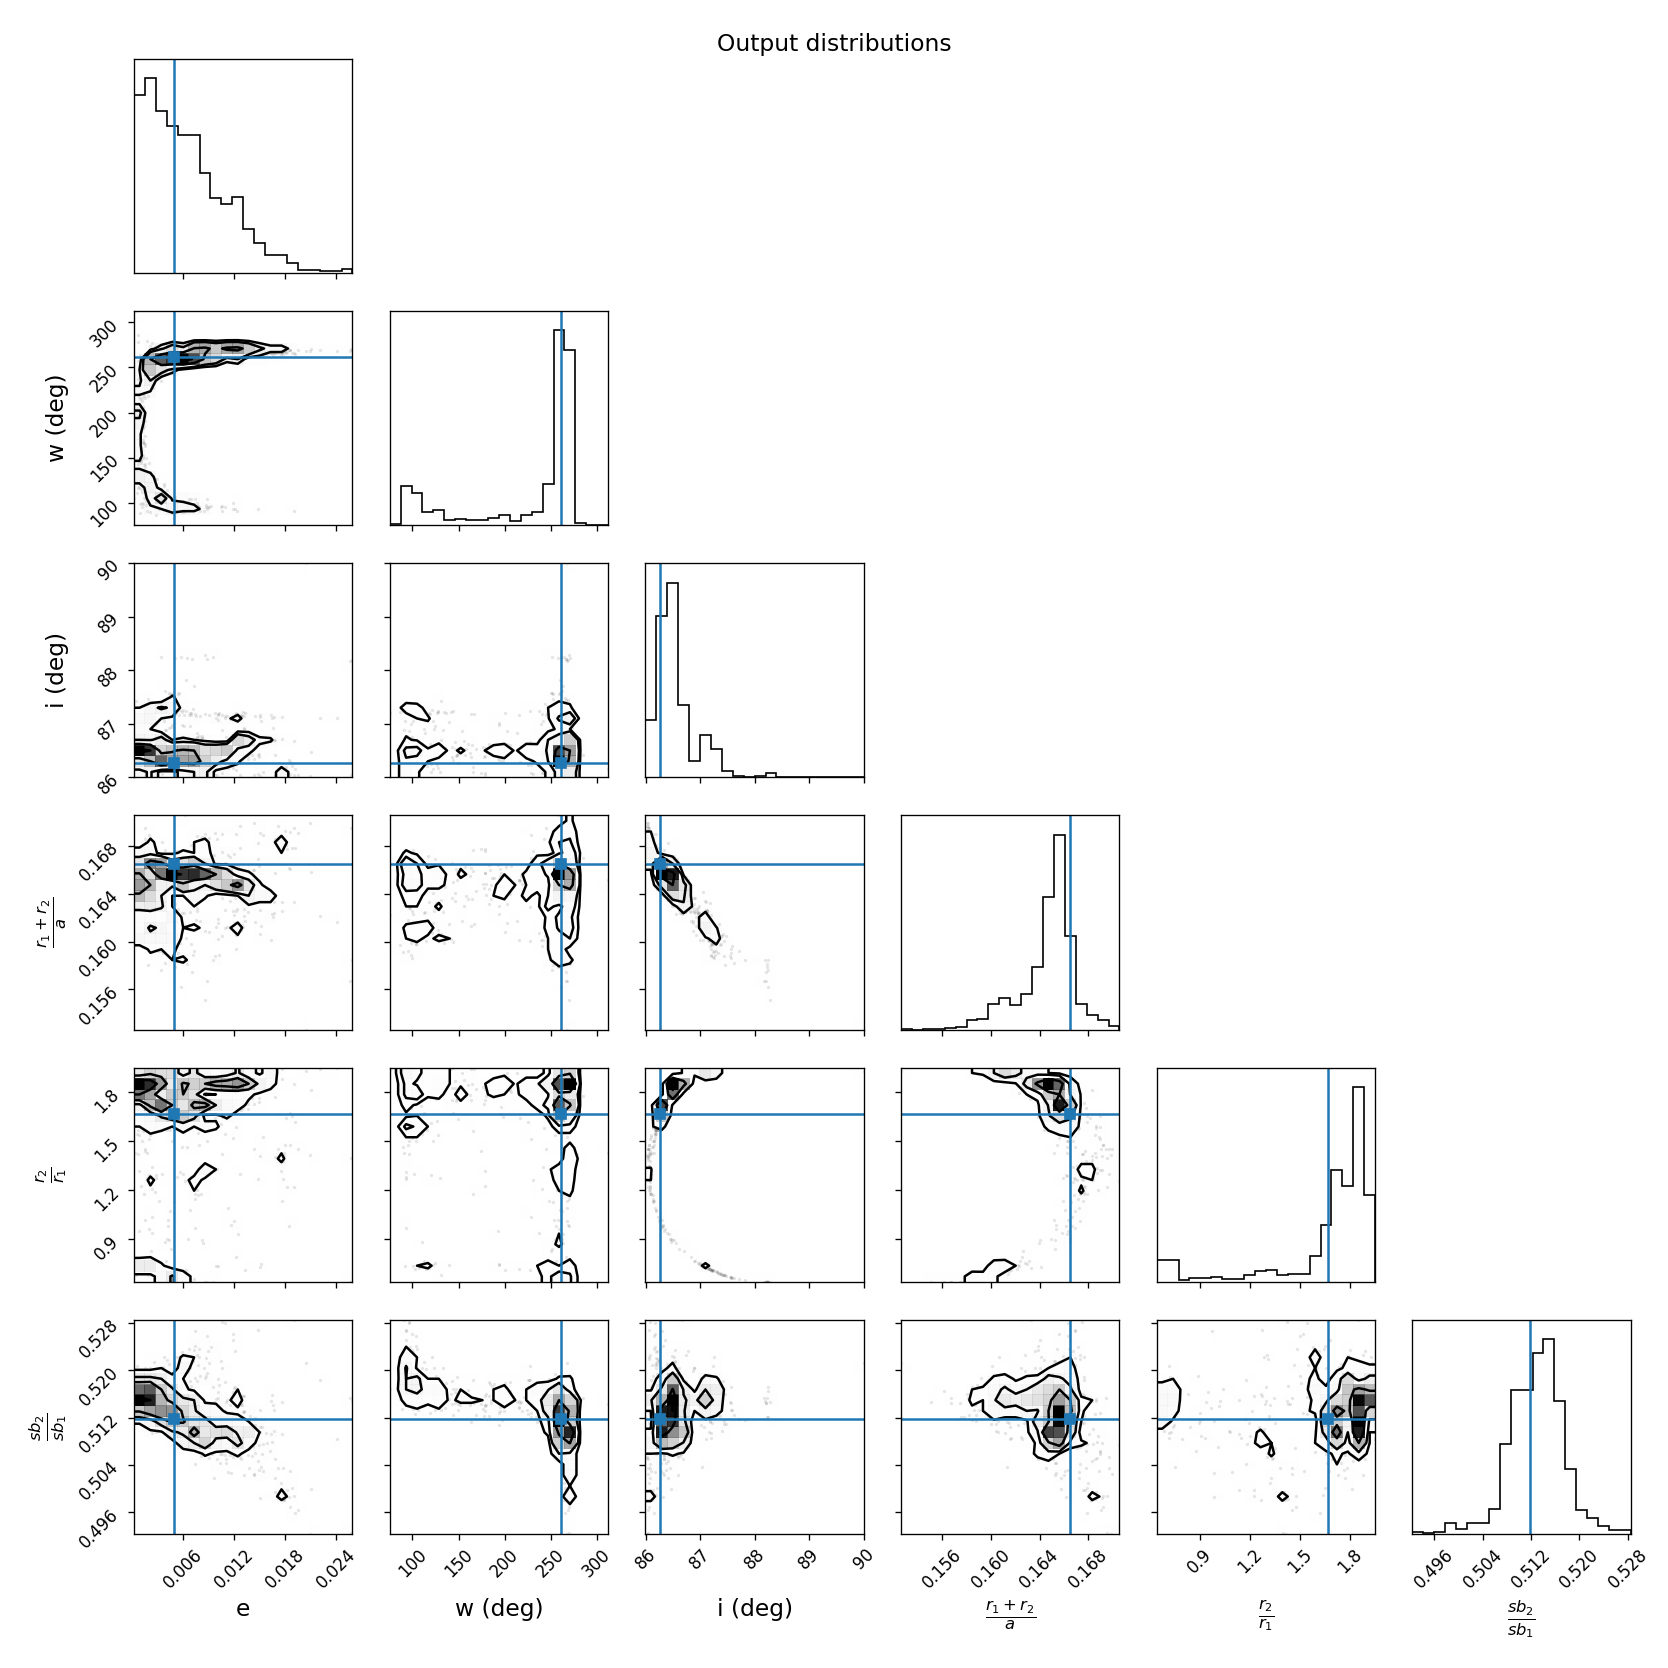 Output distributions
w (deg)
300
250
200
150
100
i (deg)
90
89
88
87
86
r₁ + r₂
a
0.168
0.164
0.160
0.156
r₂
r₁
1.8
1.5
1.2
0.9
sb₂
sb₁
0.528
0.520
0.512
0.504
0.496
0.006 0.012 0.018 0.024
100 150 200 250 300
86 87 88 89 90
0.156 0.160 0.164 0.168
0.9 1.2 1.5 1.8
0.496 0.504 0.512 0.520 0.528
e
w (deg)
i (deg)
r₁ + r₂
a
r₂
r₁
sb₂
sb₁